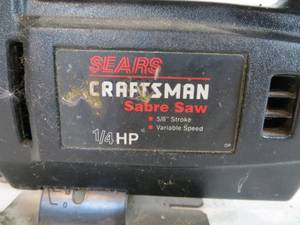 SEARS
CRAFTSMAN
Sabre Saw
5/8" Stroke
Variable Speed
1/4 HP